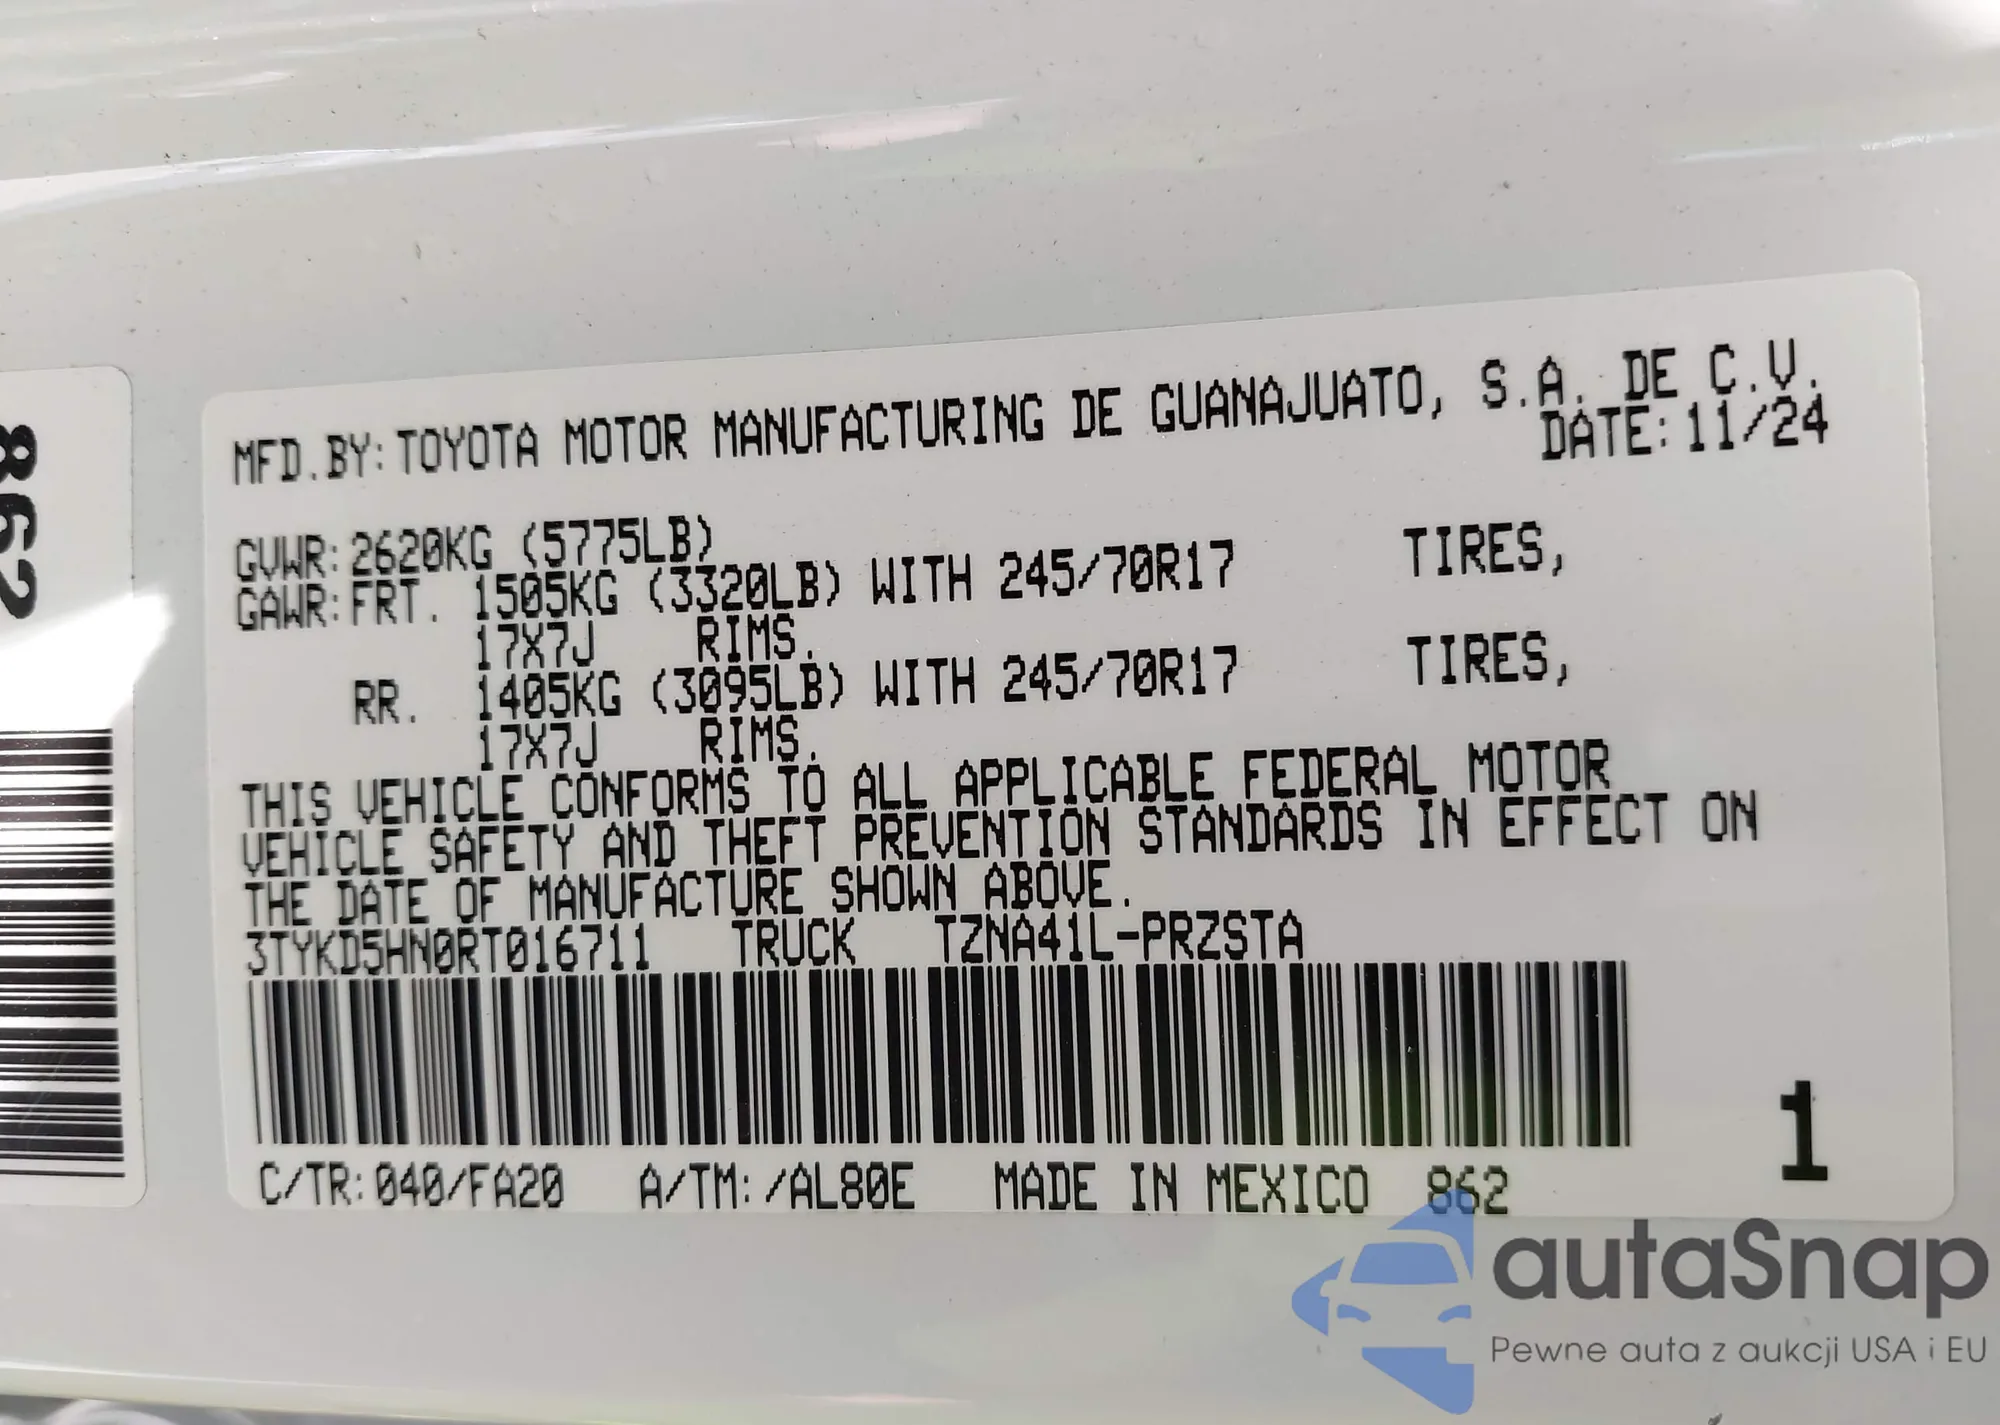 MFD.BY: TOYOTA MOTOR MANUFACTURING DE GUANAJUATO, S.A. DE C.V.
DATE: 11/24
GVWR: 2620KG (5775LB)
GAWR: FRT. 1505KG (3320LB) WITH 245/70R17 TIRES,
17X7J RIMS.
RR. 1405KG (3095LB) WITH 245/70R17 TIRES,
17X7J RIMS.
THIS VEHICLE CONFORMS TO ALL APPLICABLE FEDERAL MOTOR
VEHICLE SAFETY AND THEFT PREVENTION STANDARDS IN EFFECT ON
THE DATE OF MANUFACTURE SHOWN ABOVE.
3TYKD5HN0RT016711 TRUCK TZNA41L-PRZSTA
1
C/TR: 040/FA20 A/TM: /AL80E MADE IN MEXICO 862
862
autaSnap
Pewne auta z aukcji USA i EU